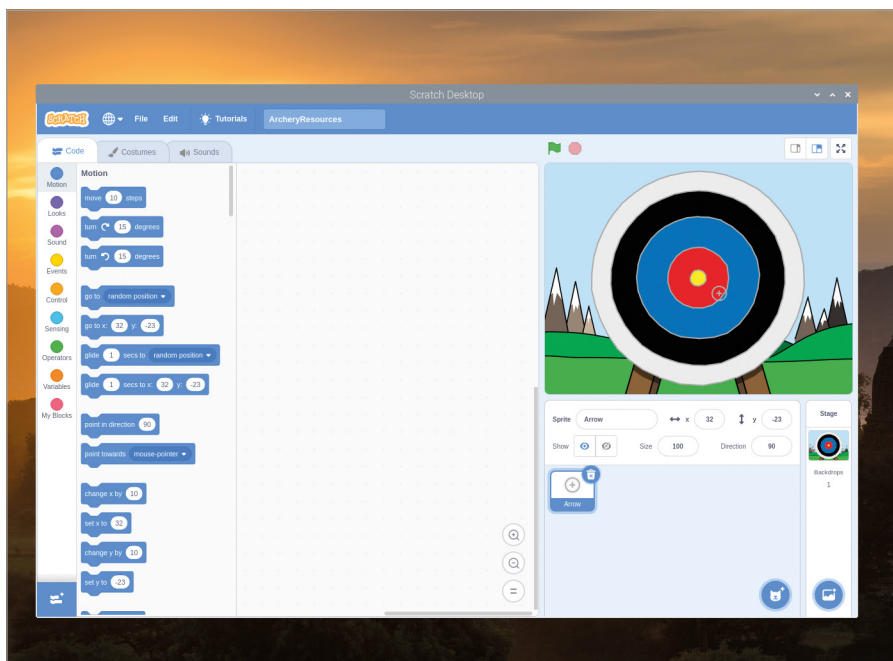 Scratch Desktop
SCRATCH
File
Edit
Tutorials
ArcheryResources
Code
Costumes
Sounds
Motion
Looks
Sound
Events
Control
Sensing
Operators
Variables
My Blocks
Motion
move 10 steps
turn 15 degrees
turn 15 degrees
go to random position
go to x: 32 y: -23
glide 1 secs to random position
glide 1 secs to x: 32 y: -23
point in direction 90
point towards mouse-pointer
change x by 10
set x to 32
change y by 10
set y to -23
Sprite Arrow x 32 y -23
Show Size 100 Direction 90
Arrow
Stage
Backdrops
1